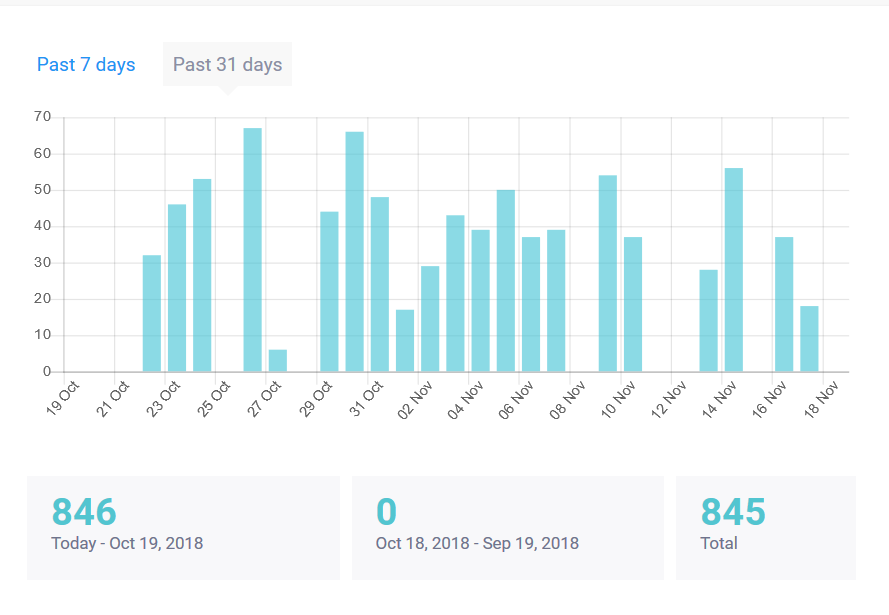 Past 7 days
Past 31 days
70
60
50
40
30
20
10
0
19 Oct
21 Oct
23 Oct
25 Oct
27 Oct
29 Oct
31 Oct
02 Nov
04 Nov
06 Nov
08 Nov
10 Nov
12 Nov
14 Nov
16 Nov
18 Nov
846
Today - Oct 19, 2018
0
Oct 18, 2018 - Sep 19, 2018
845
Total